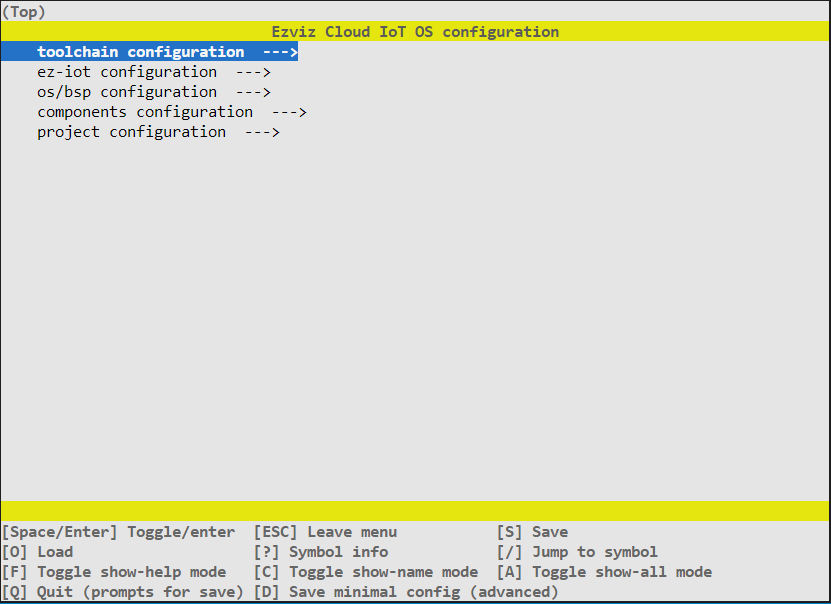 (Top)
Ezviz Cloud IoT OS configuration
toolchain configuration  --->
ez-iot configuration  --->
os/bsp configuration  --->
components configuration  --->
project configuration  --->
[Space/Enter] Toggle/enter  [ESC] Leave menu  [S] Save
[O] Load  [?] Symbol info  [/] Jump to symbol
[F] Toggle show-help mode  [C] Toggle show-name mode  [A] Toggle show-all mode
[Q] Quit (prompts for save) [D] Save minimal config (advanced)